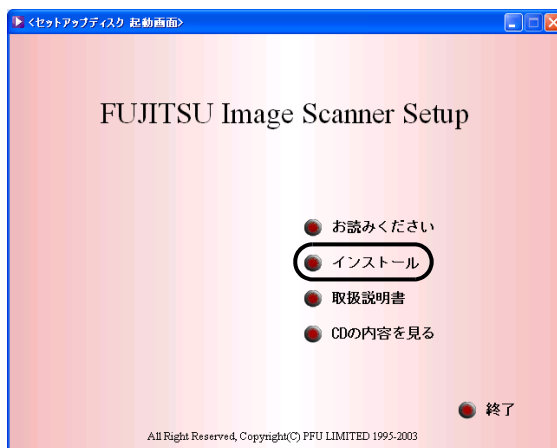 <セットアップディスク 起動画面>
FUJITSU Image Scanner Setup
お読みください
インストール
取扱説明書
CDの内容を見る
終了
All Right Reserved, Copyright(C) PFU LIMITED 1995-2003